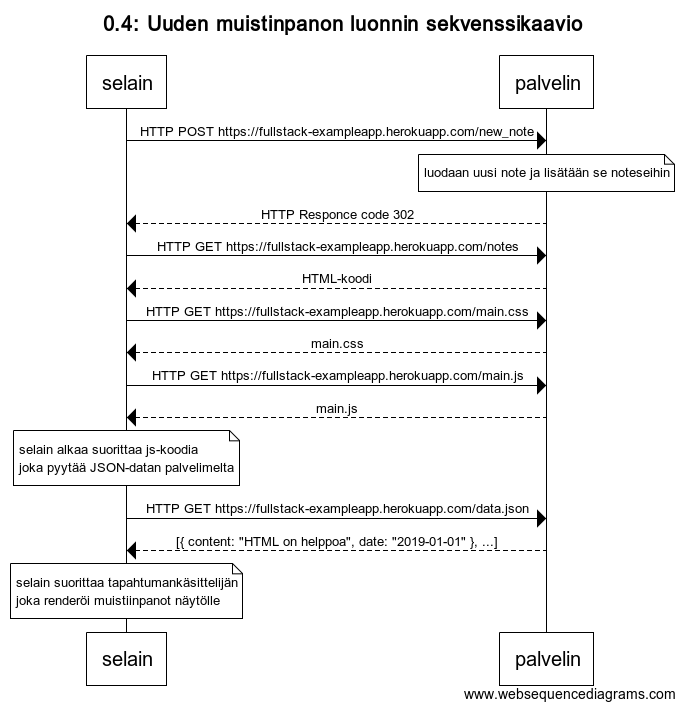 0.4: Uuden muistinpanon luonnin sekvenssikaavio
selain
palvelin
HTTP POST https://fullstack-exampleapp.herokuapp.com/new_note
luodaan uusi note ja lisätään se noteseihin
HTTP Responce code 302
HTTP GET https://fullstack-exampleapp.herokuapp.com/notes
HTML-koodi
HTTP GET https://fullstack-exampleapp.herokuapp.com/main.css
main.css
HTTP GET https://fullstack-exampleapp.herokuapp.com/main.js
main.js
selain alkaa suorittaa js-koodia
joka pyytää JSON-datan palvelimelta
HTTP GET https://fullstack-exampleapp.herokuapp.com/data.json
[{ content: "HTML on helppoa", date: "2019-01-01" }, ...]
selain suorittaa tapahtumankäsittelijän
joka renderöi muistiinpanot näytölle
selain
palvelin
www.websequencediagrams.com